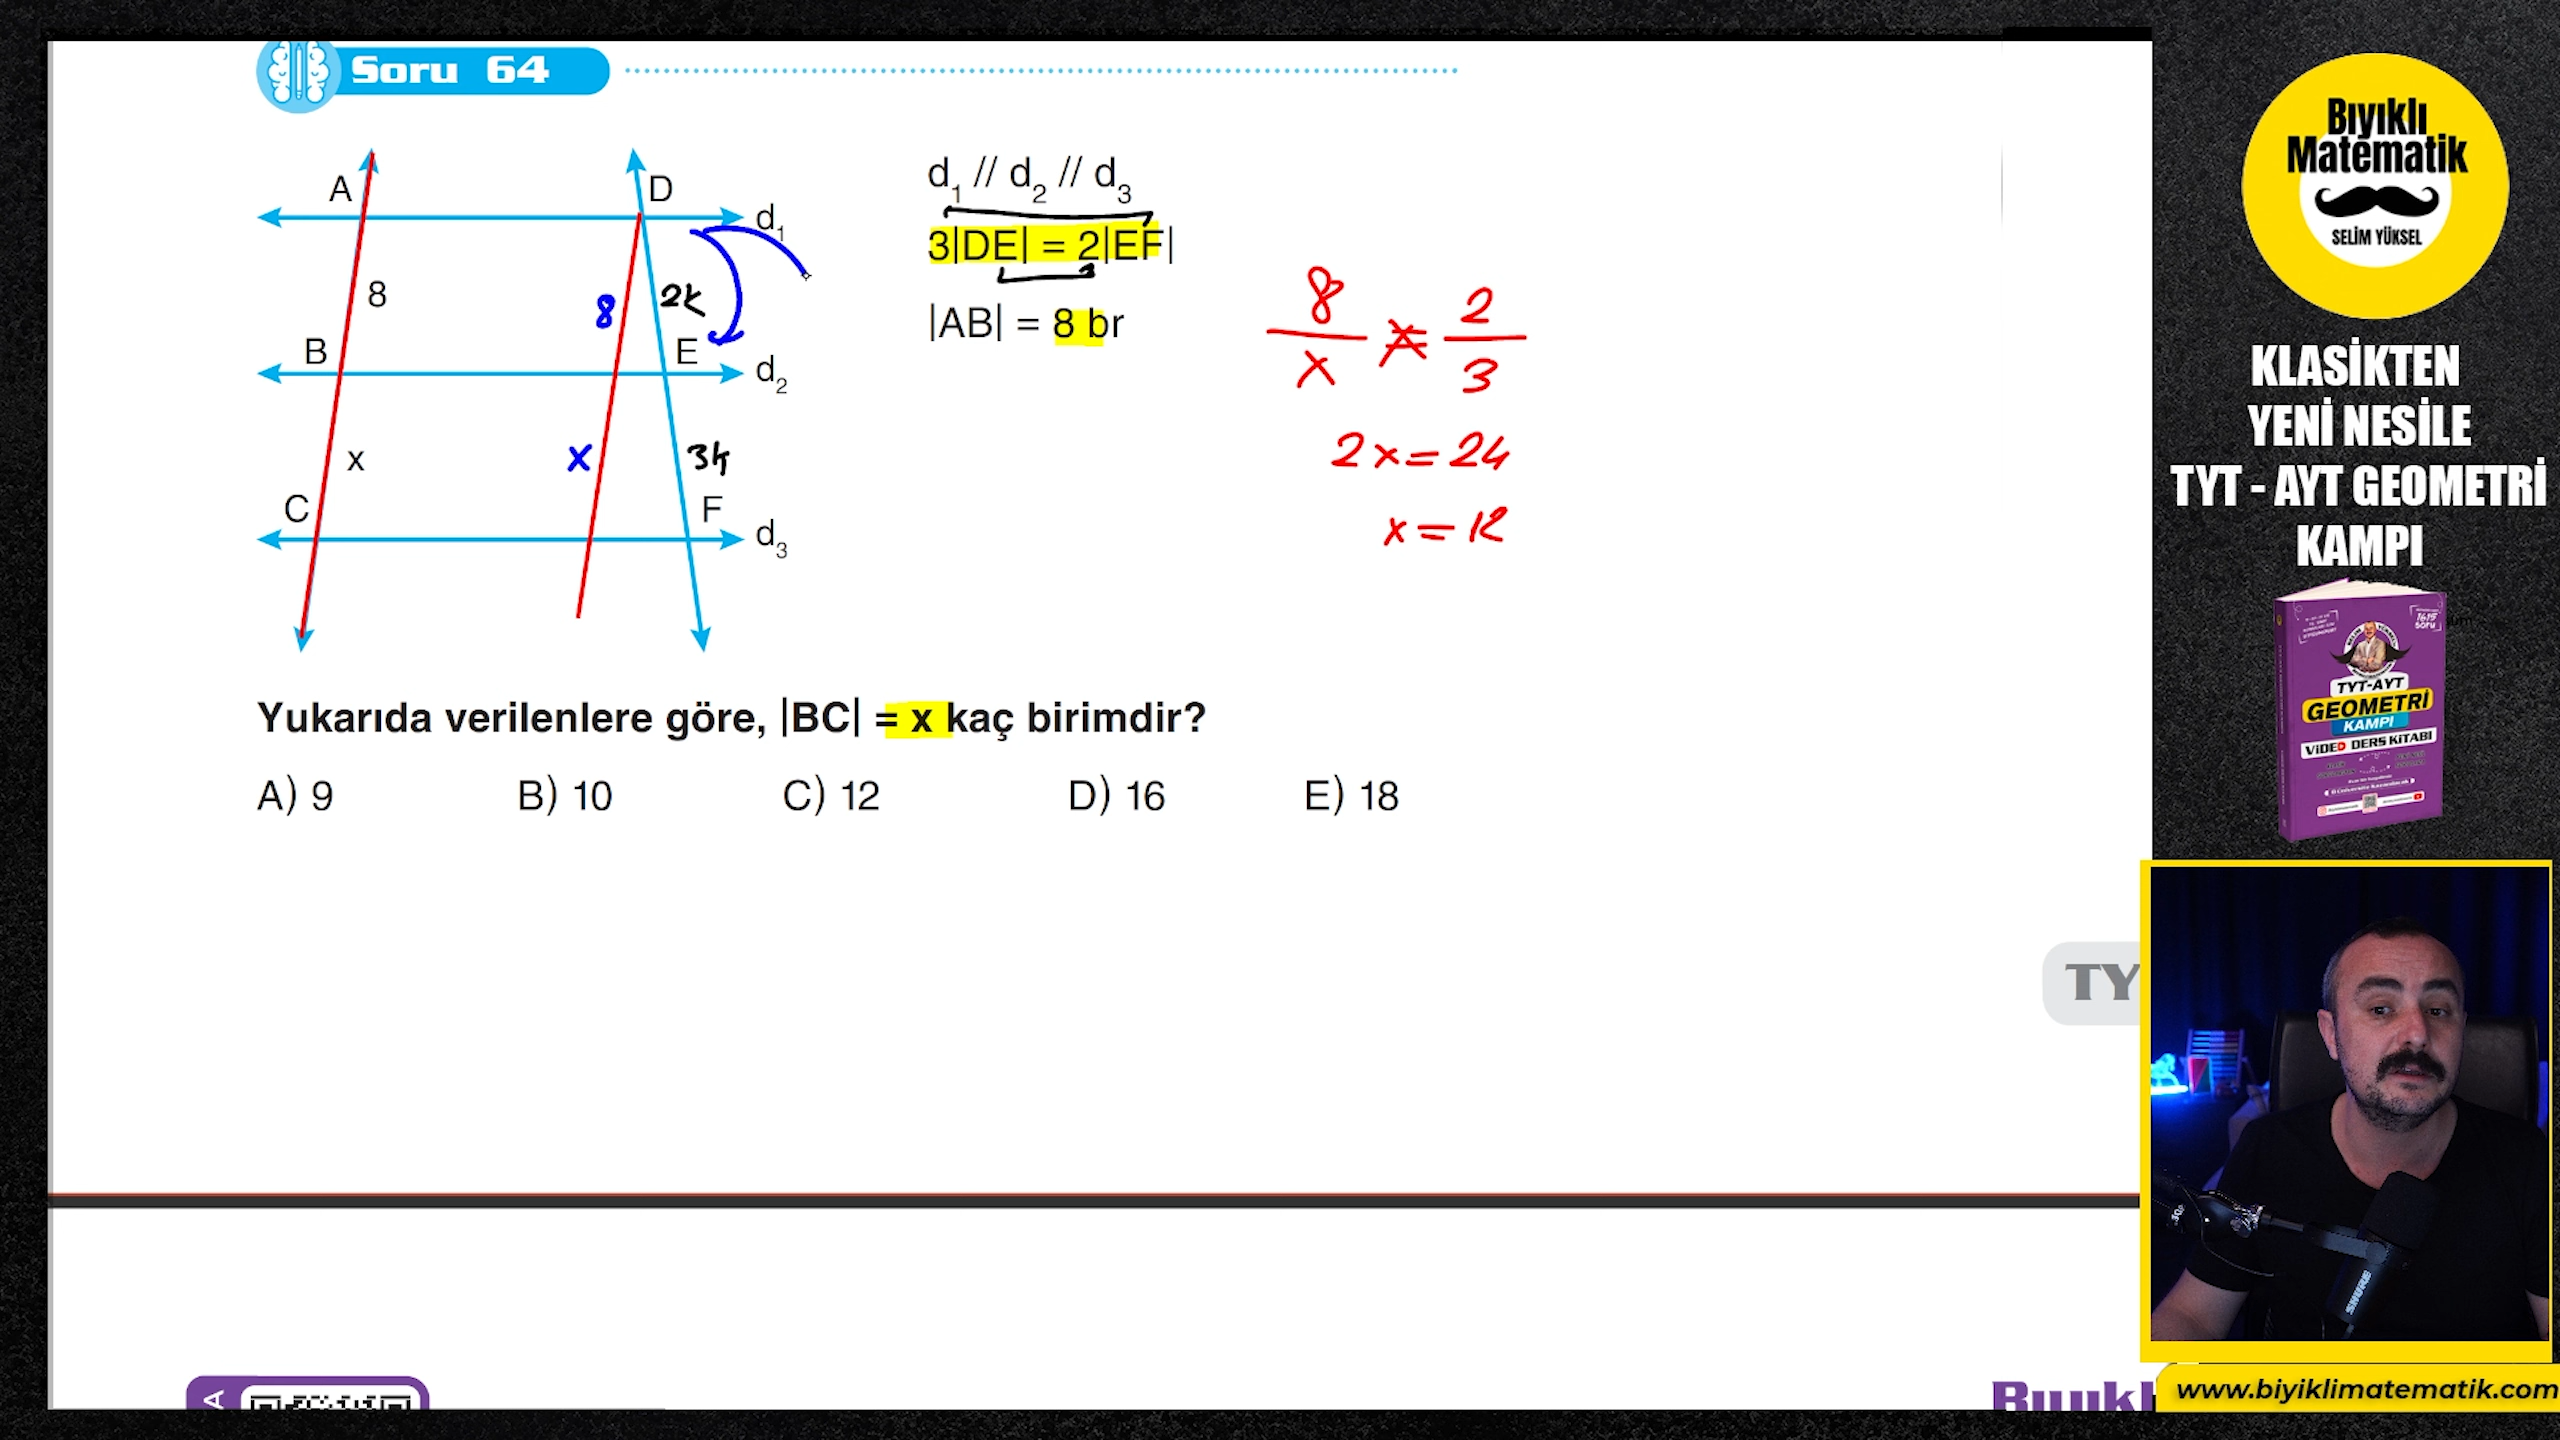 Soru 64
A
D
d1
8
8
2k
B
E
d2
x
x
3k
C
F
d3
d1 // d2 // d3
3|DE| = 2|EF|
|AB| = 8 br
8/x = 2/3
2x = 24
x = 12
Yukarıda verilenlere göre, |BC| = x kaç birimdir?
A) 9 B) 10 C) 12 D) 16 E) 18
TY
A
Bıyıklı
Matematik
SELİM YÜKSEL
KLASİKTEN
YENİ NESİLE
TYT - AYT GEOMETRİ
KAMPI
1615
soru
TYT-AYT
GEOMETRİ
KAMPI
VİDEO DERS KİTABI
SHURE
www.biyiklimatematik.com